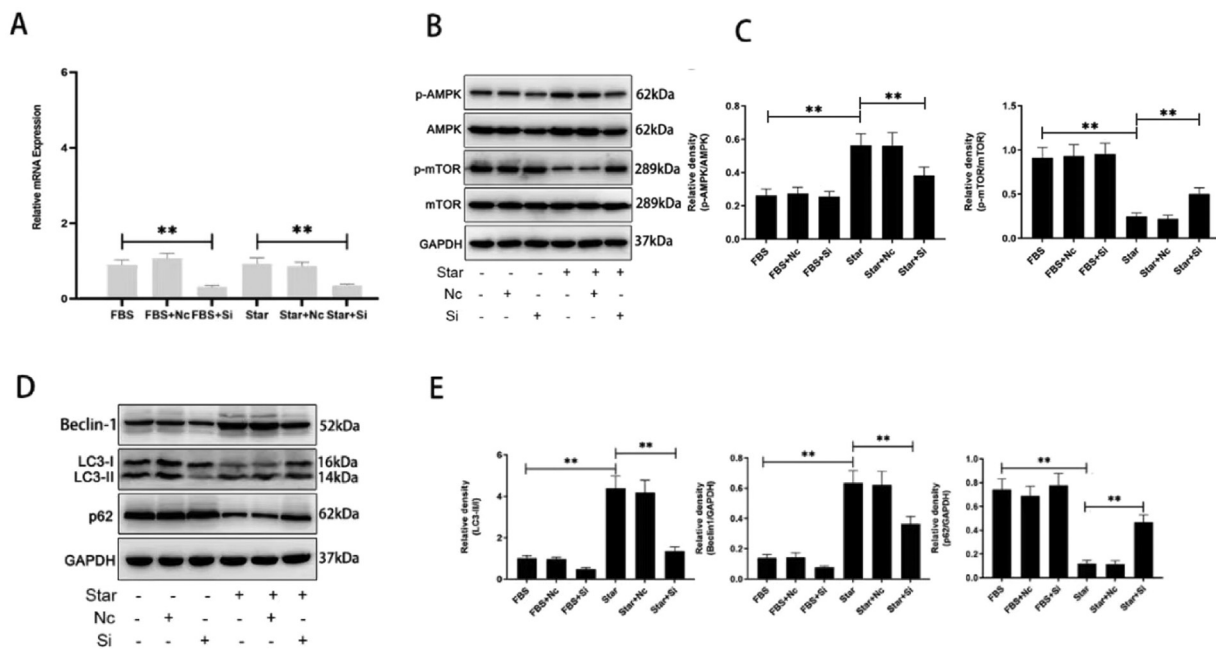 A
Relative mRNA Expression
6
4
2
0
**
**
FBS
FBS+Nc
FBS+Si
Star
Star+Nc
Star+Si
B
p-AMPK
62kDa
AMPK
62kDa
p-mTOR
289kDa
mTOR
289kDa
GAPDH
37kDa
Star - - - + + +
Nc - + - - + -
Si - - + - - +
C
Relative density
(p-AMPK/AMPK)
0.8
0.6
0.4
0.2
0.0
**
**
FBS
FBS+Nc
FBS+Si
Star
Star+Nc
Star+Si
Relative density
(p-mTOR/mTOR)
1.5
1.0
0.5
0.0
**
**
FBS
FBS+Nc
FBS+Si
Star
Star+Nc
Star+Si
D
Beclin-1
52kDa
LC3-I
16kDa
LC3-II
14kDa
p62
62kDa
GAPDH
37kDa
Star - - - + + +
Nc - + - - + -
Si - - + - - +
E
Relative density
(LC3-II/I)
6
4
2
0
**
**
FBS
FBS+Nc
FBS+Si
Star
Star+Nc
Star+Si
Relative density
(Beclin1/GAPDH)
0.8
0.6
0.4
0.2
0.0
**
**
FBS
FBS+Nc
FBS+Si
Star
Star+Nc
Star+Si
Relative density
(p62/GAPDH)
1.0
0.8
0.6
0.4
0.2
0.0
**
**
FBS
FBS+Nc
FBS+Si
Star
Star+Nc
Star+Si